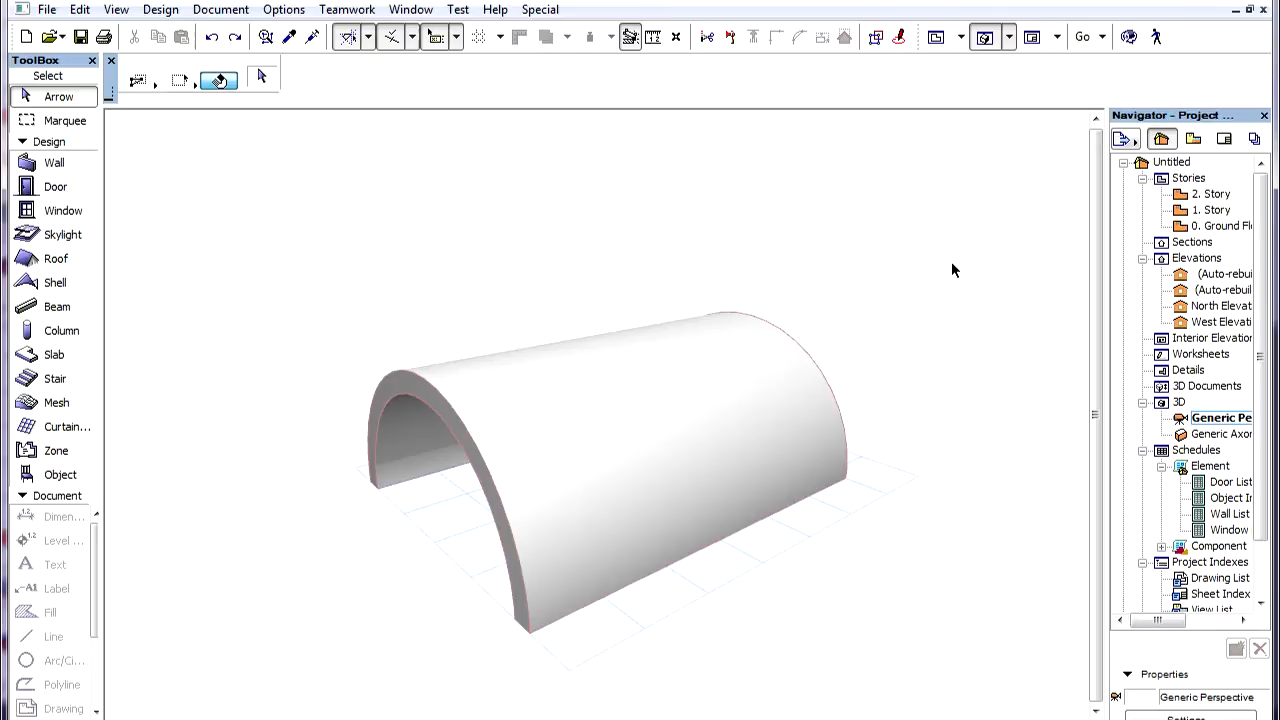 File Edit View Document Design Options Teamwork Window Test Help Special
ToolBox
Select
Arrow
Marquee
Design
Wall
Door
Window
Skylight
Roof
Shell
Beam
Column
Slab
Stair
Mesh
Curtain...
Zone
Object
Document
Dimen...
Level ...
Text
Label
Fill
Line
Arc/Ci...
Polyline
Drawing
Go
Navigator - Project ...
Untitled
Stories
2. Story
1. Story
0. Ground Fl
Sections
Elevations
(Auto-rebui
(Auto-rebuil
North Elevat
West Elevati
Interior Elevation
Worksheets
Details
3D Documents
3D
Generic Pe
Generic Axor
Schedules
Element
Door List
Object In
Wall List
Window
Component
Project Indexes
Drawing List
Sheet Index
View List
Properties
Generic Perspective
Settings